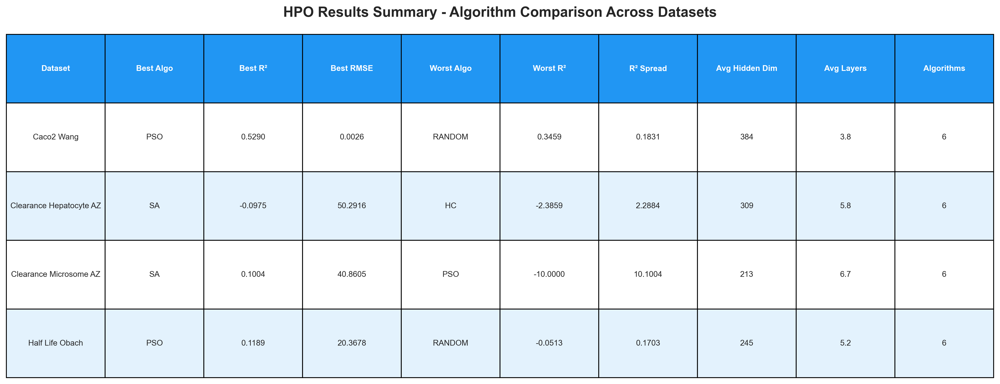 HPO Results Summary - Algorithm Comparison Across Datasets
Dataset Best Algo Best R² Best RMSE Worst Algo Worst R² R² Spread Avg Hidden Dim Avg Layers Algorithms
Caco2 Wang PSO 0.5290 0.0026 RANDOM 0.3459 0.1831 384 3.8 6
Clearance Hepatocyte AZ SA -0.0975 50.2916 HC -2.3859 2.2884 309 5.8 6
Clearance Microsome AZ SA 0.1004 40.8605 PSO -10.0000 10.1004 213 6.7 6
Half Life Obach PSO 0.1189 20.3678 RANDOM -0.0513 0.1703 245 5.2 6